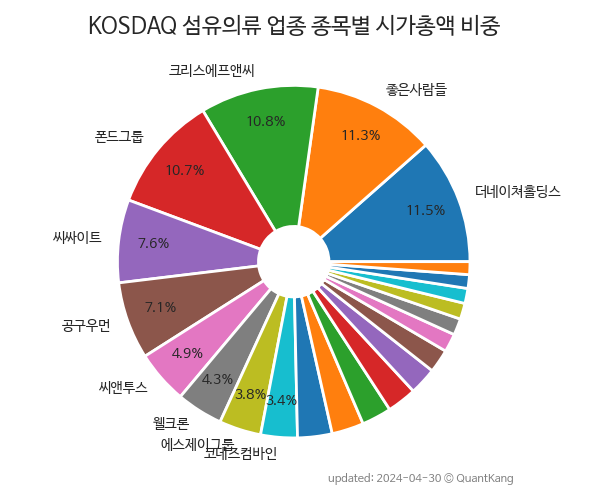 KOSDAQ 섬유의류 업종 종목별 시가총액 비중
크리스에프앤씨
좋은사람들
10.8%
11.3%
폰드그룹
10.7%
더네이쳐홀딩스
11.5%
씨싸이트
7.6%
7.1%
공구우먼
4.9%
4.3%
씨앤투스
3.8%
3.4%
웰크론
에스제이그룹
코데즈컴바인
updated: 2024-04-30 © QuantKang